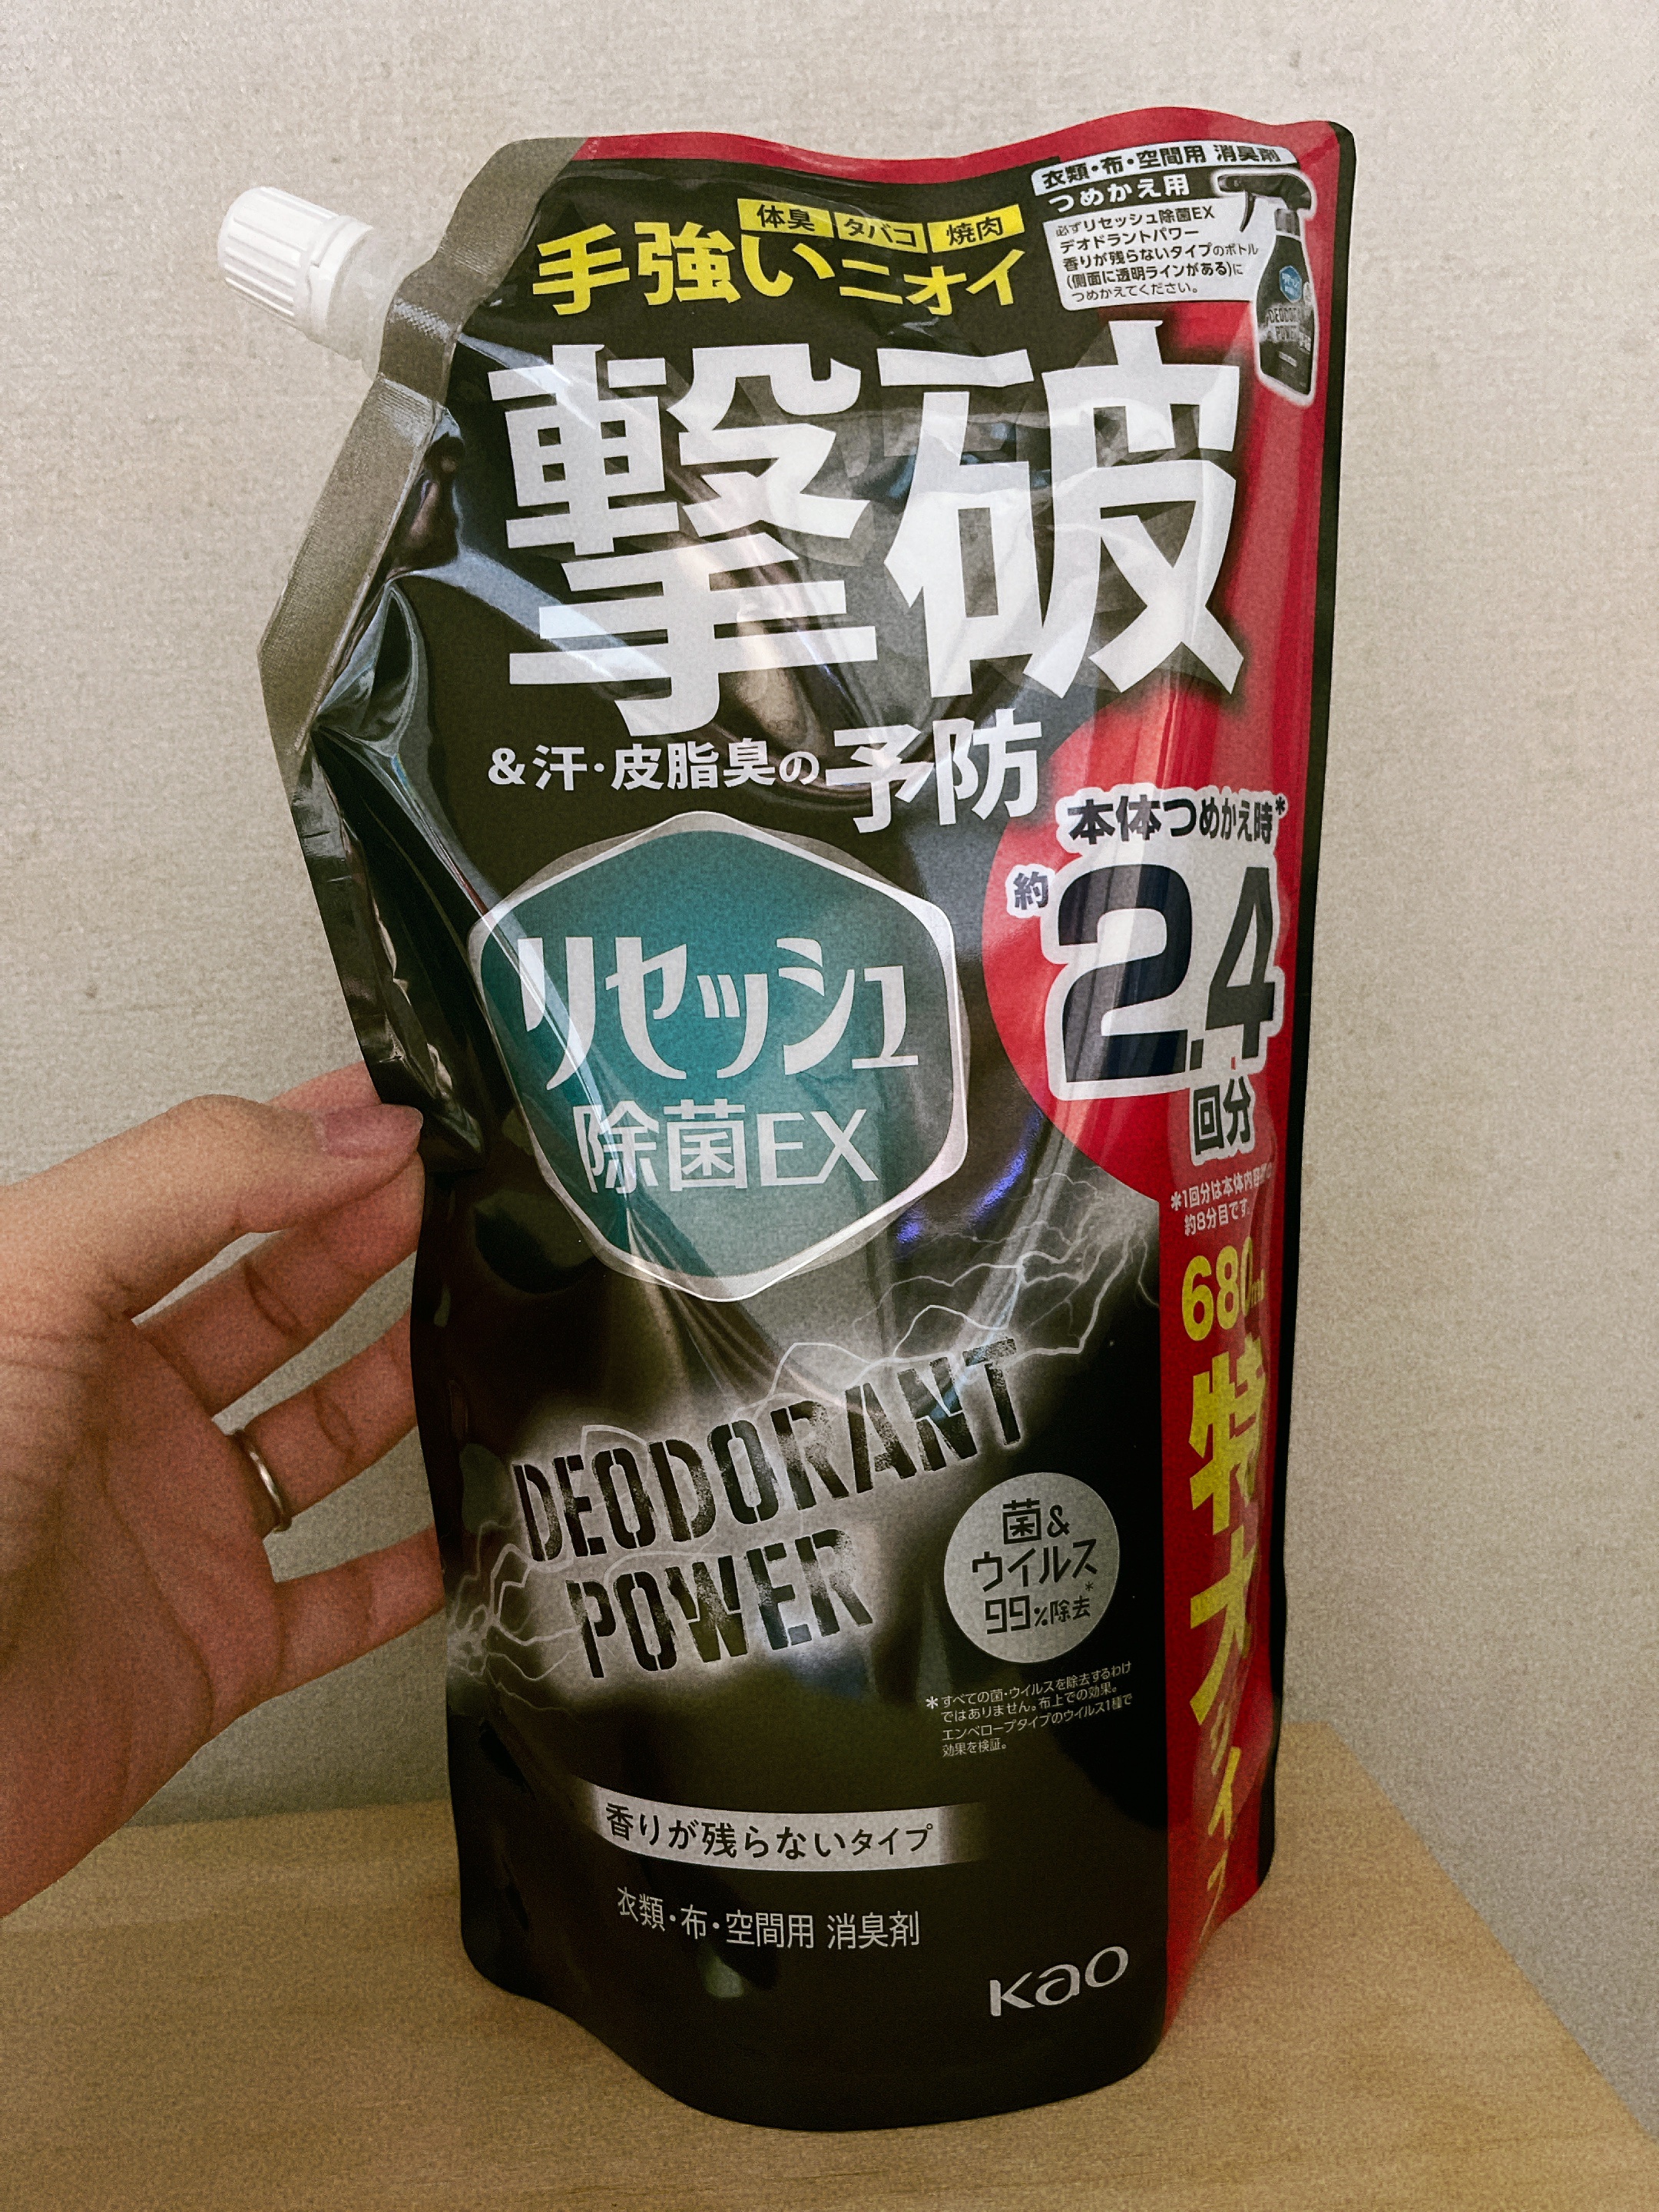 衣類・布・空間用 消臭剤
つめかえ用
必ずリセッシュ除菌EX
デオドラントパワー
香りが残らないタイプのボトル
(側面に透明ラインがある)に
つめかえてください。
DEODORANT
POWER
体臭 タバコ 焼肉
手強いニオイ
撃破
&汗・皮脂臭の予防
本体つめかえ時*
約2.4
回分
*1回分は本体内容量の
約8分目です。
リセッシュ
除菌EX
680ml
特大サイズ
DEODORANT
POWER
菌&
ウイルス
99%除去*
*すべての菌・ウイルスを除去するわけ
ではありません。布上での効果。
エンベロープタイプのウイルス1種で
効果を検証。
香りが残らないタイプ
衣類・布・空間用 消臭剤
Kao